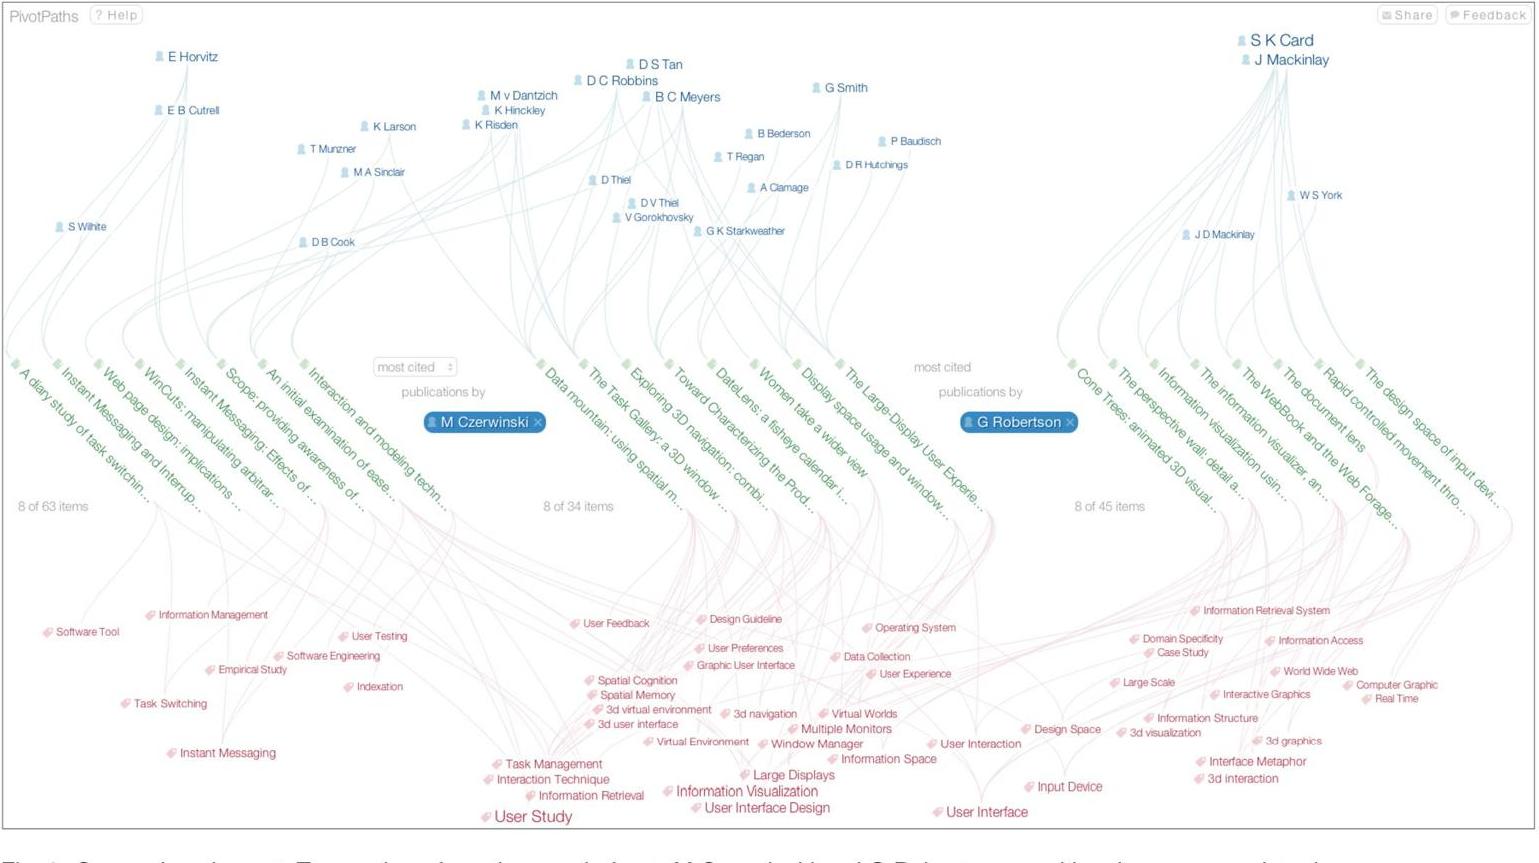 PivotPaths ? Help Share Feedback
S K Card
E Horvitz
J Mackinlay
D S Tan
D C Robbins
G Smith
M v Dantzich
B C Meyers
E B Cutrell
K Hinckley
K Larson
K Risden
B Bederson
P Baudisch
T Munzner
T Regan
D R Hutchings
M A Sinclair
D Thiel
A Clamage
W S York
D V Thiel
V Gorokhovsky
S Wilhite
G K Starkweather
J D Mackinlay
D B Cook
A diary study of task switchin...
Instant Messaging and Interrup...
Web page design: implications...
WinCuts: manipulating arbitrar...
Instant Messaging: Effects of...
Scope: providing awareness of...
An initial examination of ease...
Interaction and modeling techn...
most cited
publications by
M Czerwinski ×
Data mountain: using spatial m...
The Task Gallery: a 3D window...
Exploring 3D navigation: combi...
Toward Characterizing the Prod...
DateLens: a fisheye calendar i...
Women take a wider view
Display space usage and window...
The Large-Display User Experie...
most cited
publications by
G Robertson ×
Cone Trees: animated 3D visual...
The perspective wall: detail a...
Information visualization usin...
The information visualizer, an...
The WebBook and the Web Forage...
The document lens
Rapid controlled movement thro...
The design space of input devi...
8 of 63 items
8 of 34 items
8 of 45 items
Information Management
Software Tool
User Testing
Software Engineering
Empirical Study
Indexation
Task Switching
Instant Messaging
User Feedback
Design Guideline
Operating System
User Preferences
Data Collection
Graphic User Interface
User Experience
Spatial Cognition
Spatial Memory
3d virtual environment
3d navigation
Virtual Worlds
3d user interface
Multiple Monitors
Virtual Environment
Window Manager
User Interaction
Design Space
Information Space
Task Management
Large Displays
Interaction Technique
Input Device
Information Retrieval
Information Visualization
User Interface Design
User Study
User Interface
Information Retrieval System
Domain Specificity
Information Access
Case Study
World Wide Web
Large Scale
Computer Graphic
Interactive Graphics
Real Time
Information Structure
3d visualization
3d graphics
Interface Metaphor
3d interaction